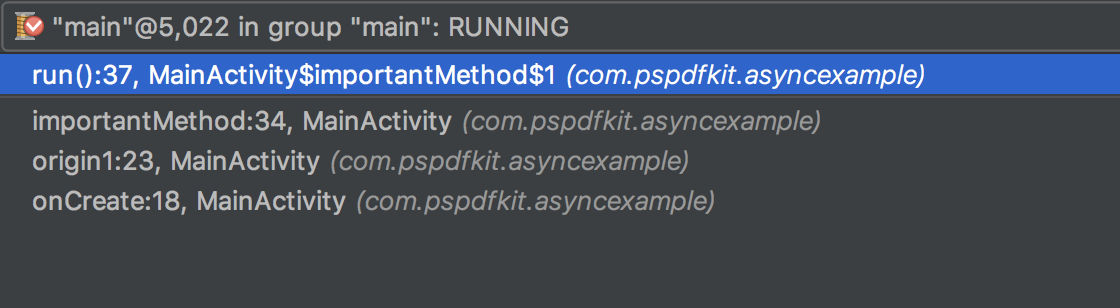 "main"@5,022 in group "main": RUNNING
run():37, MainActivity$importantMethod$1 (com.pspdfkit.asyncexample)
importantMethod:34, MainActivity (com.pspdfkit.asyncexample)
origin1:23, MainActivity (com.pspdfkit.asyncexample)
onCreate:18, MainActivity (com.pspdfkit.asyncexample)